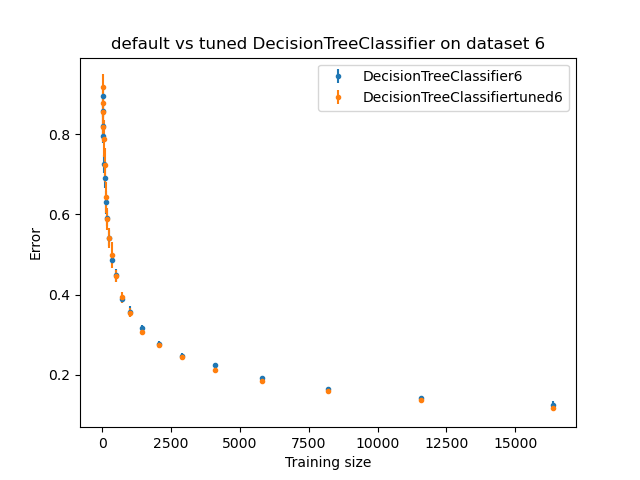 default vs tuned DecisionTreeClassifier on dataset 6
DecisionTreeClassifier6
DecisionTreeClassifiertuned6
Error
0.8
0.6
0.4
0.2
0
2500
5000
7500
10000
12500
15000
Training size